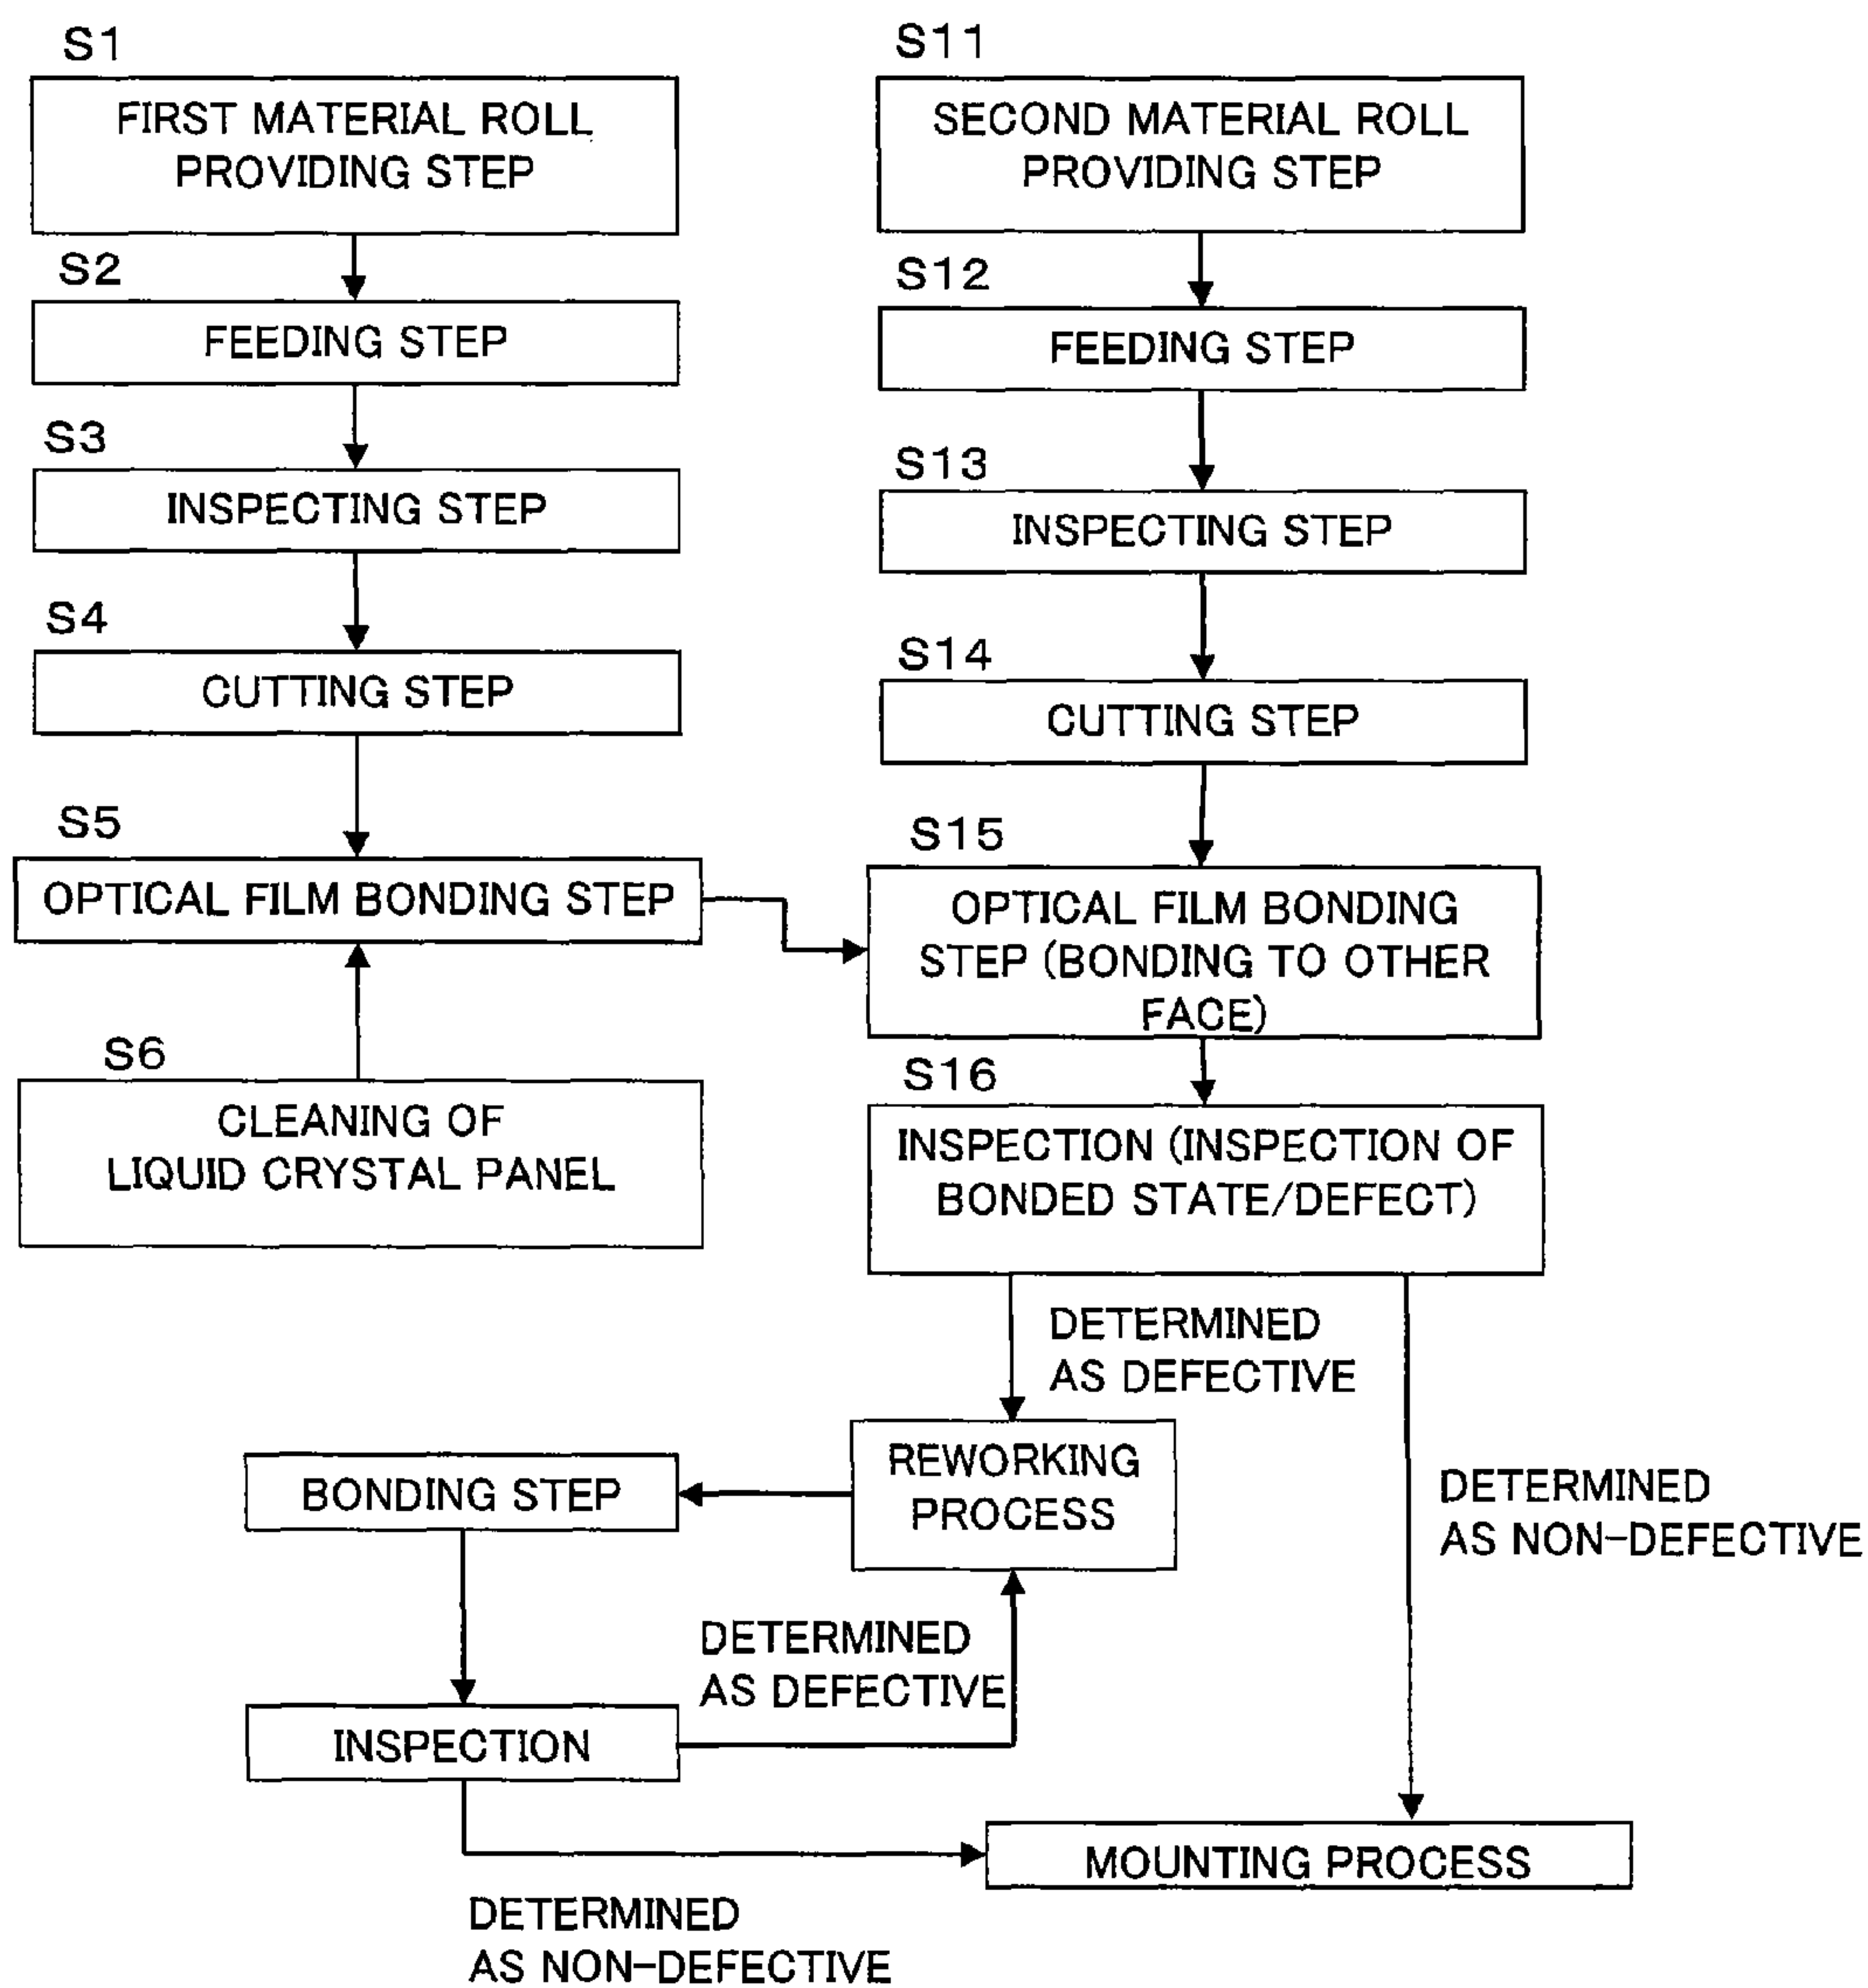 S1
FIRST MATERIAL ROLL
PROVIDING STEP
S2
FEEDING STEP
S3
INSPECTING STEP
S4
CUTTING STEP
S5
OPTICAL FILM BONDING STEP
S6
CLEANING OF
LIQUID CRYSTAL PANEL
S11
SECOND MATERIAL ROLL
PROVIDING STEP
S12
FEEDING STEP
S13
INSPECTING STEP
S14
CUTTING STEP
S15
OPTICAL FILM BONDING
STEP (BONDING TO OTHER
FACE)
S16
INSPECTION (INSPECTION OF
BONDED STATE/DEFECT)
DETERMINED
AS DEFECTIVE
REWORKING
PROCESS
BONDING STEP
DETERMINED
AS NON-DEFECTIVE
DETERMINED
AS DEFECTIVE
INSPECTION
MOUNTING PROCESS
DETERMINED
AS NON-DEFECTIVE